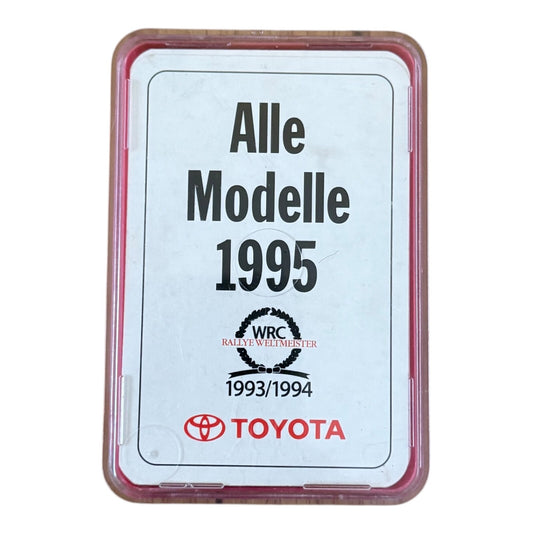 Alle
Modelle
1995
WRC
RALLYE WELTMEISTER
1993/1994
TOYOTA